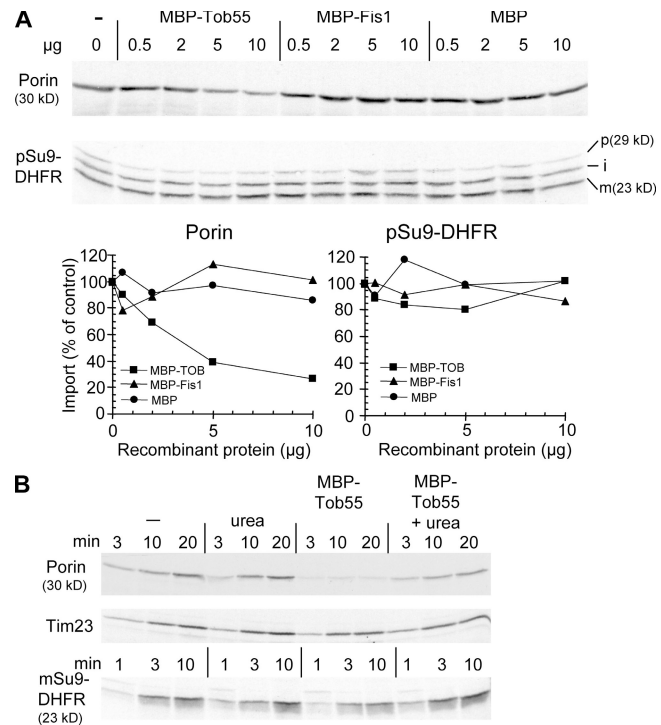 A
– MBP-Tob55 MBP-Fis1 MBP
µg 0 0.5 2 5 10 0.5 2 5 10 0.5 2 5 10
Porin
(30 kD)
pSu9-
DHFR
p(29 kD)
i
m(23 kD)
Porin
Import (% of control)
120
100
80
60
40
20
0
MBP-TOB
MBP-Fis1
MBP
0 5 10
Recombinant protein (µg)
pSu9-DHFR
120
100
80
60
40
20
0
MBP-TOB
MBP-Fis1
MBP
0 5 10
Recombinant protein (µg)
B
– urea MBP-Tob55 MBP-Tob55 + urea
min 3 10 20 3 10 20 3 10 20 3 10 20
Porin
(30 kD)
Tim23
min 1 3 10 1 3 10 1 3 10 1 3 10
mSu9-
DHFR
(23 kD)